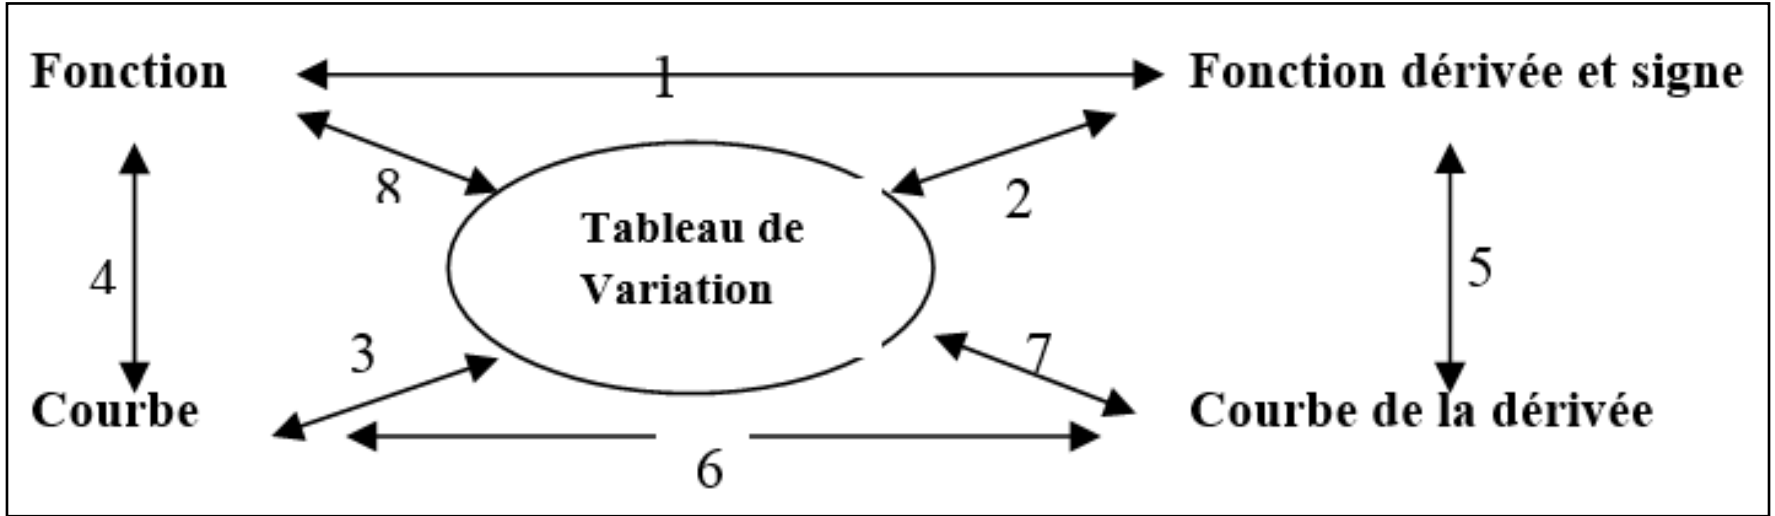 Fonction
1
Fonction dérivée et signe
8
2
Tableau de
Variation
4
5
3
7
Courbe
Courbe de la dérivée
6